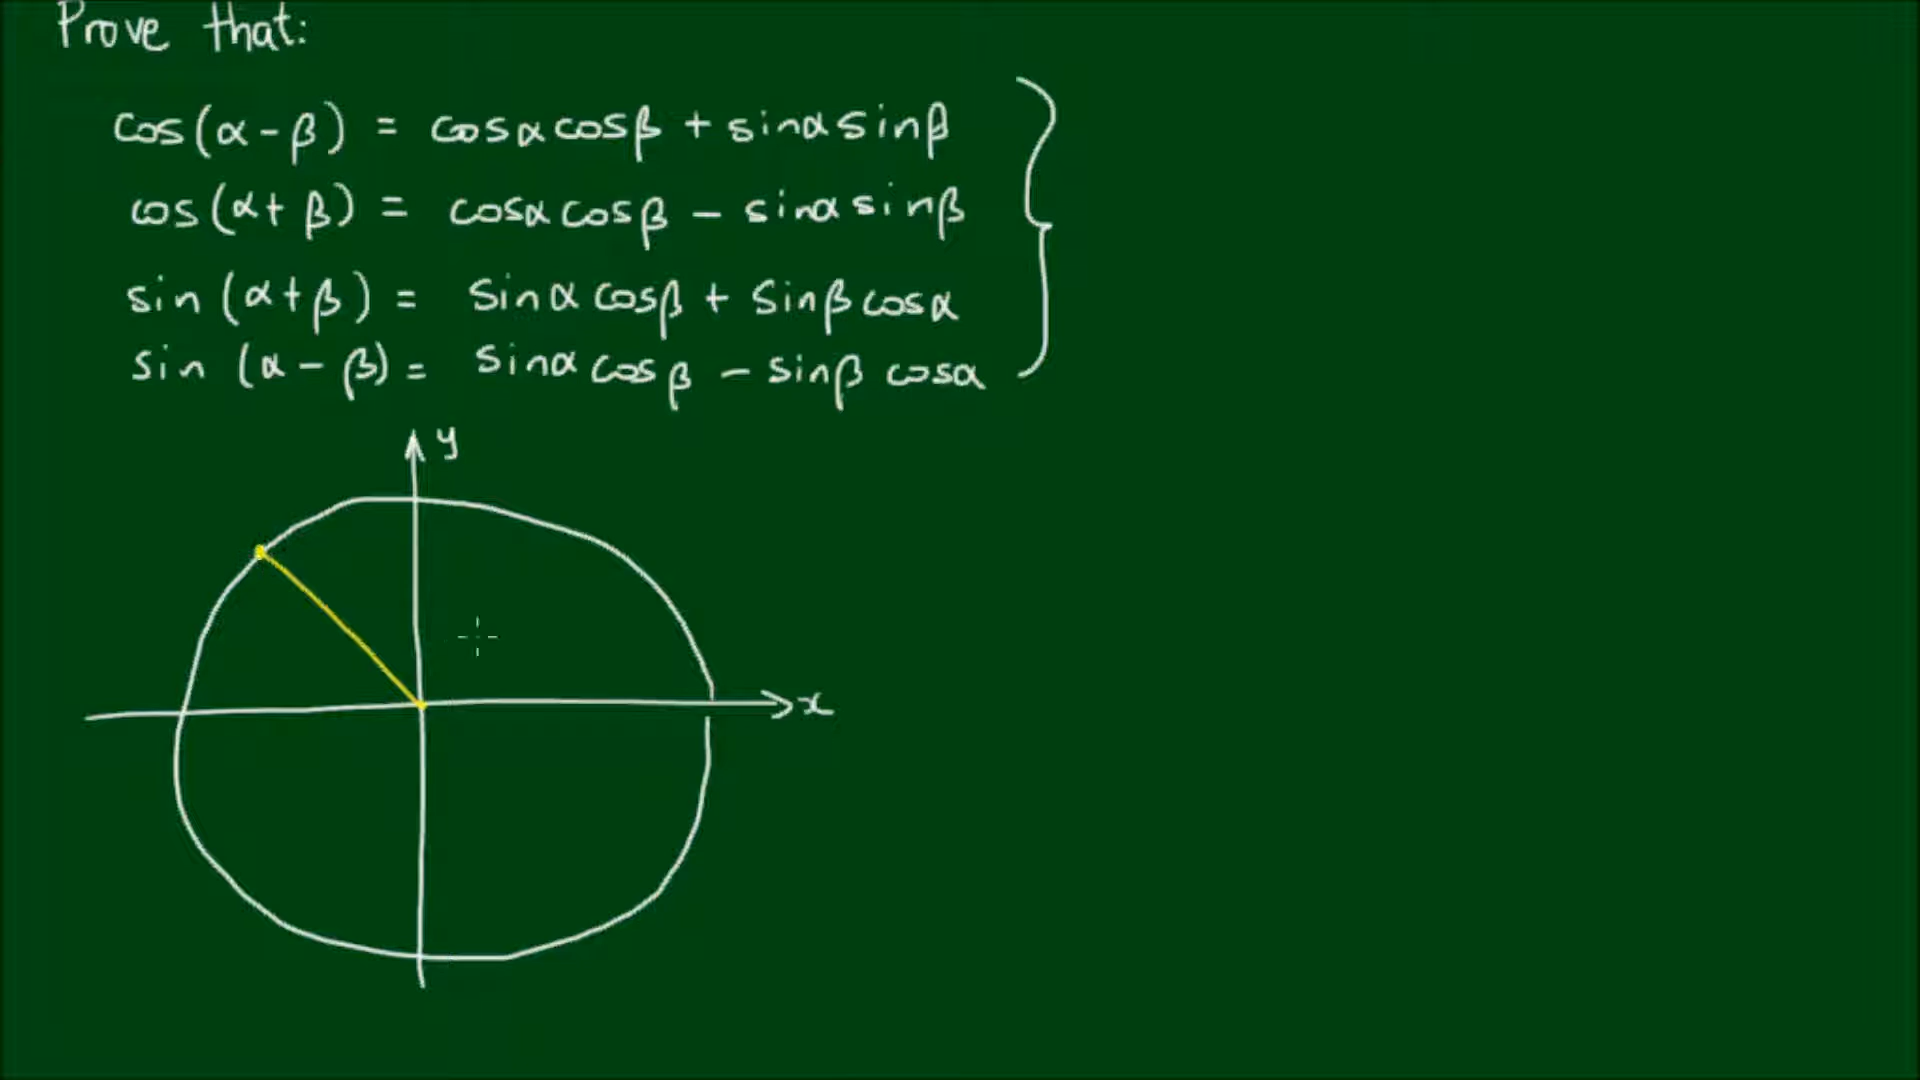 Prove that:
cos(α-β) = cosα cosβ + sinα sinβ
cos(α+β) = cosα cosβ - sinα sinβ
sin(α+β) = sinα cosβ + sinβ cosα
sin(α-β) = sinα cosβ - sinβ cosα
y
x